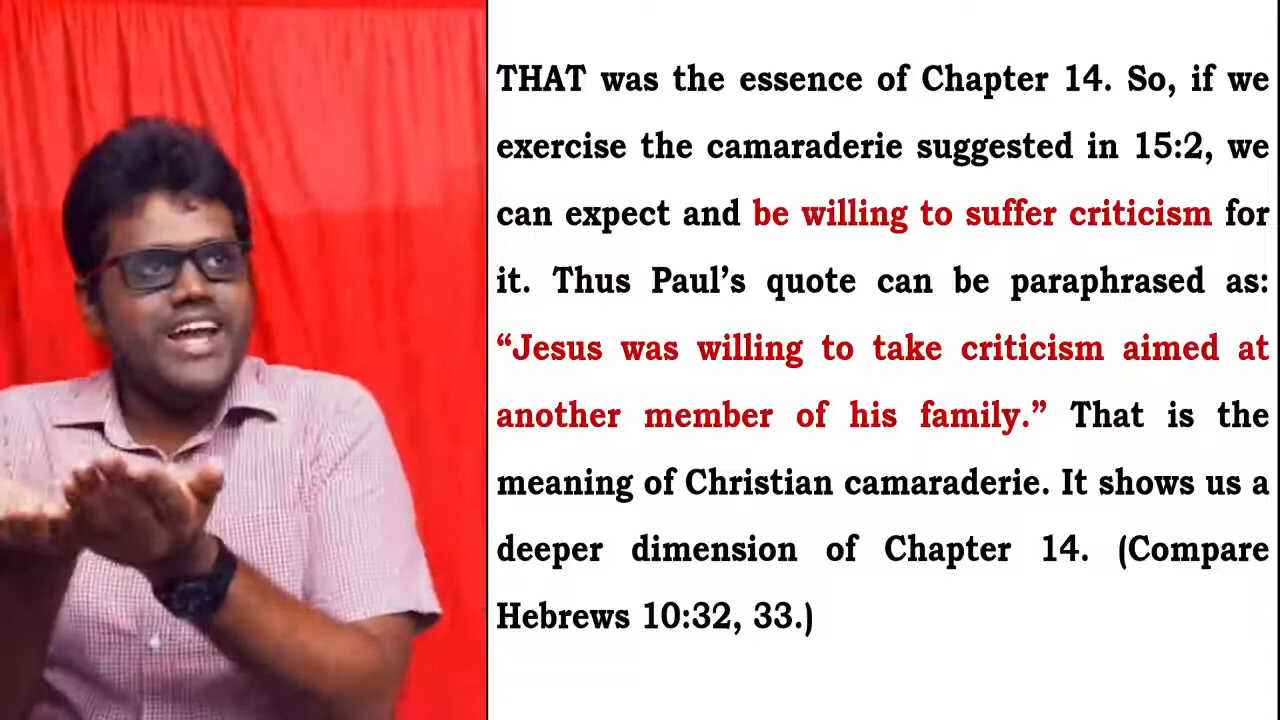 THAT was the essence of Chapter 14. So, if we
exercise the camaraderie suggested in 15:2, we
can expect and be willing to suffer criticism for
it. Thus Paul’s quote can be paraphrased as:
“Jesus was willing to take criticism aimed at
another member of his family.” That is the
meaning of Christian camaraderie. It shows us a
deeper dimension of Chapter 14. (Compare
Hebrews 10:32, 33.)